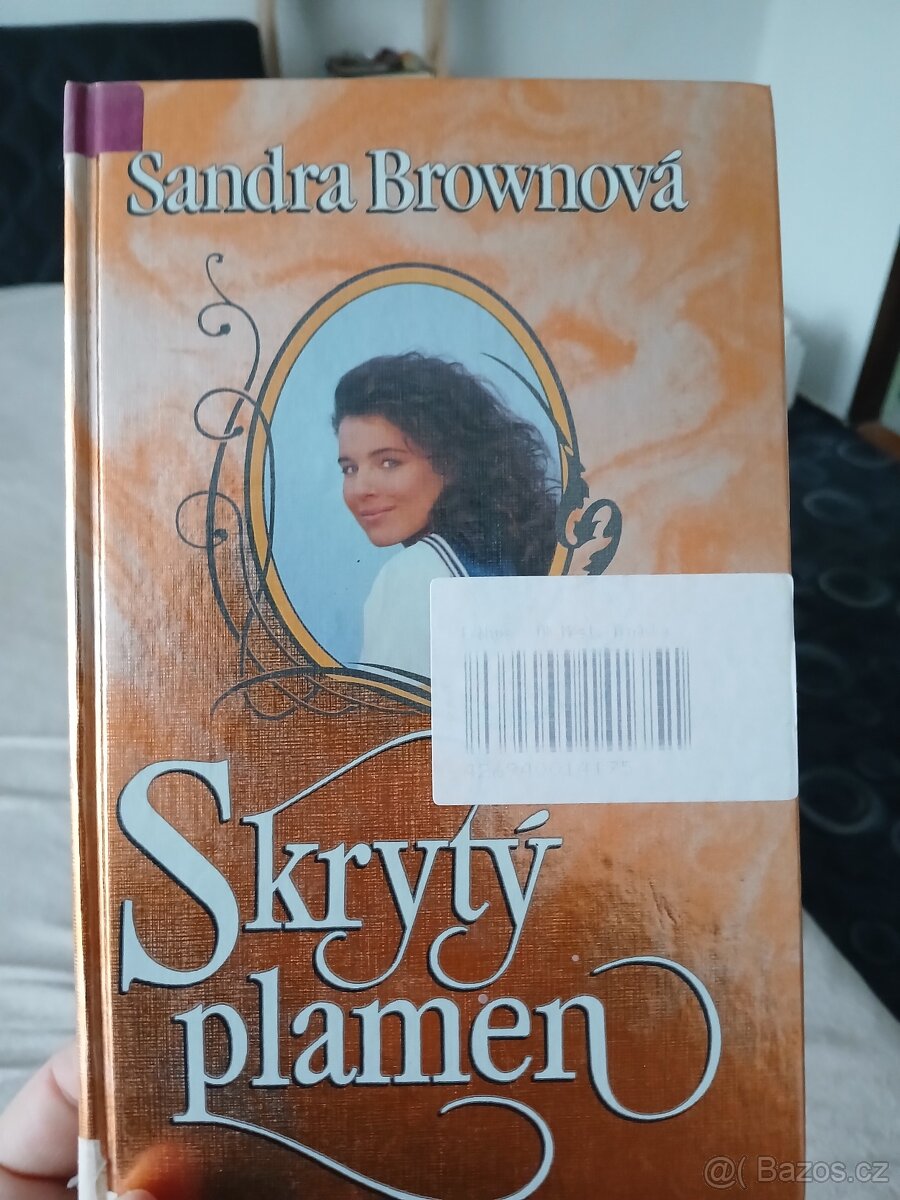 Sandra Brownová
Skrytý
plamen
@( Bazos.cz